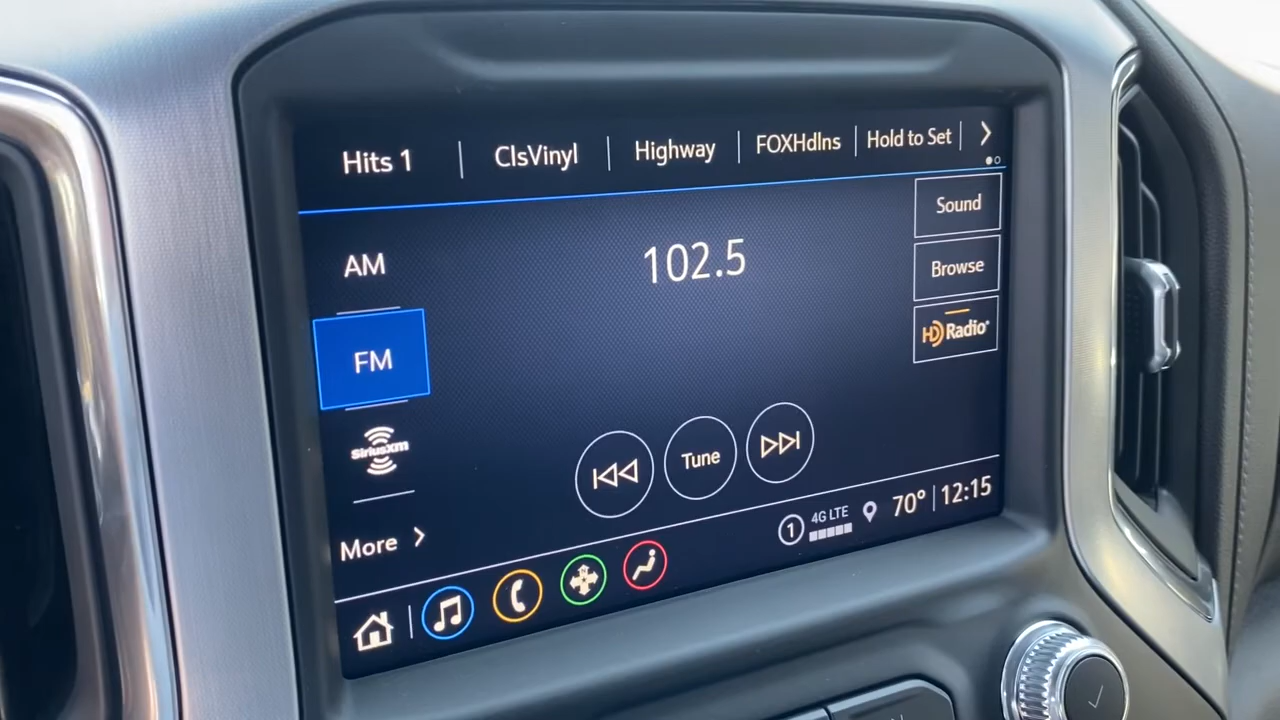 Hits 1 | ClsVinyl | Highway | FOXHdlns | Hold to Set
AM
102.5
Sound
FM
Browse
HD Radio
SiriusXM
Tune
More
1 4G LTE 70° | 12:15
N